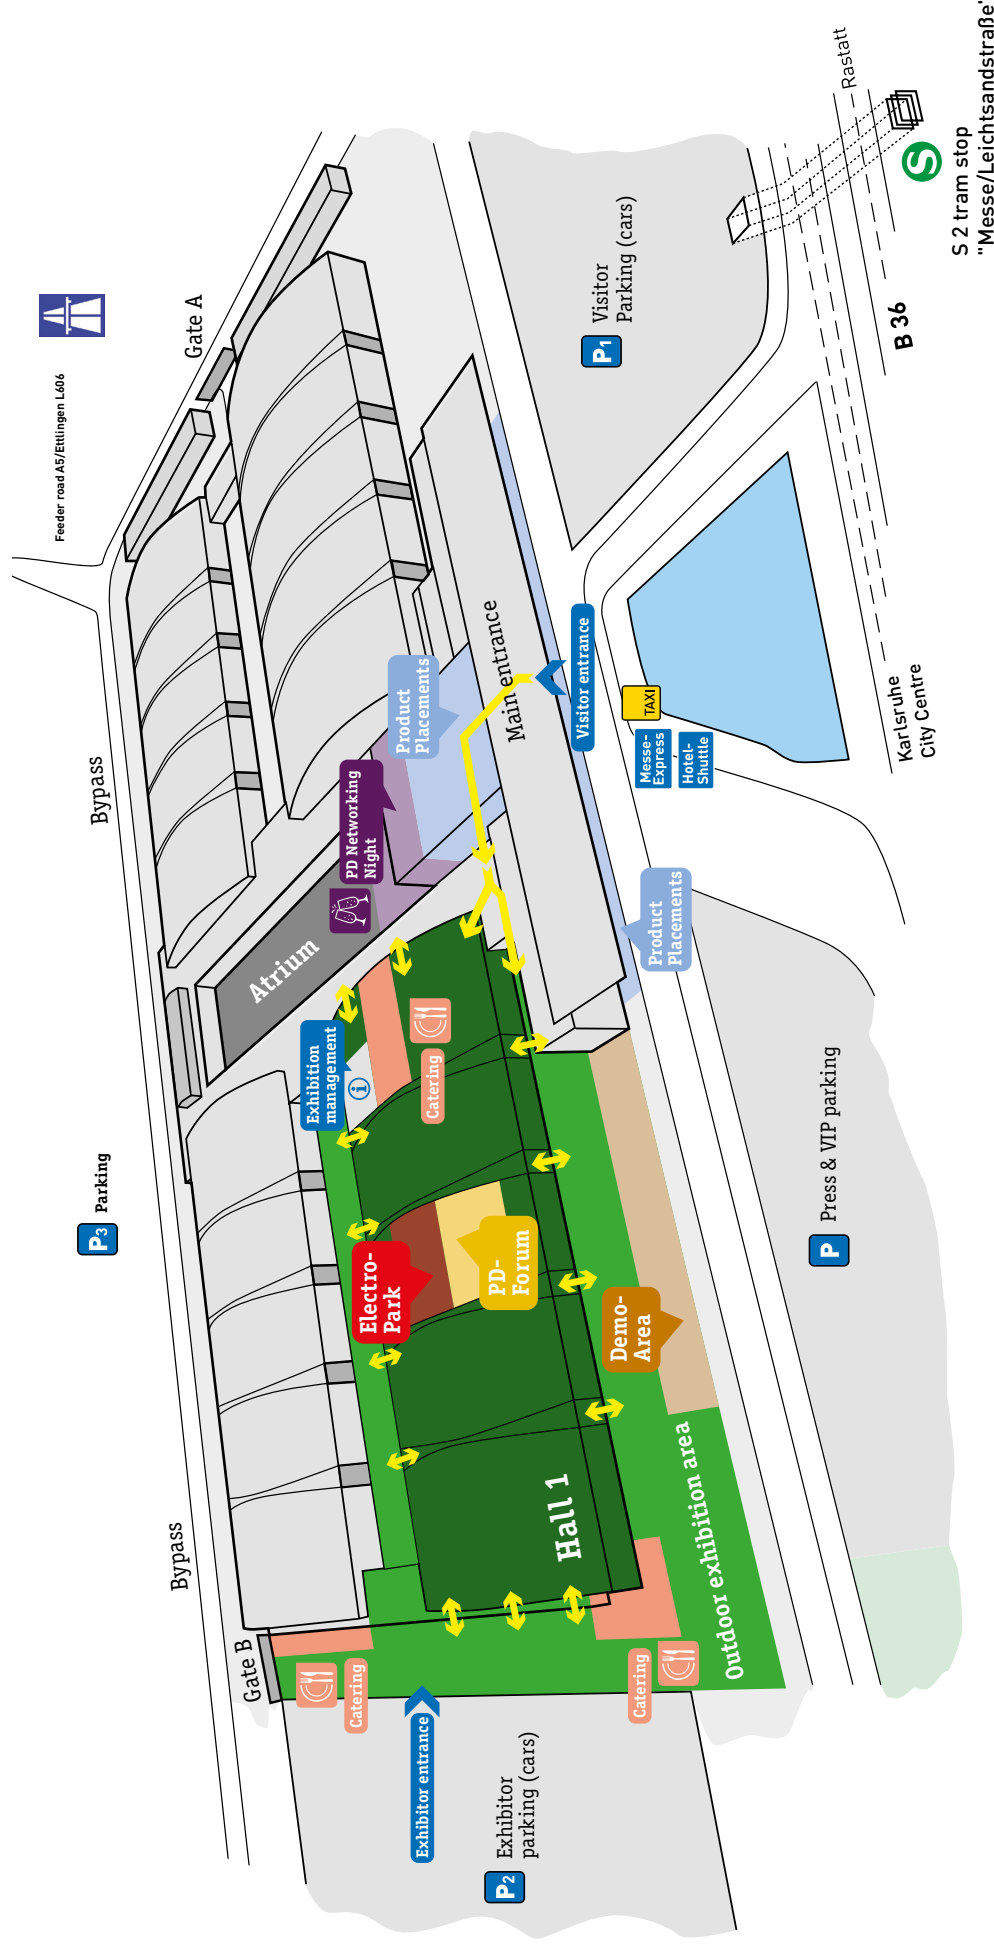 Gate B
Bypass
P3 Parking
Bypass
Feeder road A5/Ettlingen L606
Gate A
Catering
Exhibitor entrance
P2
Exhibitor
parking (cars)
Catering
Outdoor exhibition area
Hall 1
Electro-
Park
PD-
Forum
Demo-
Area
Exhibition
management
i
Catering
Atrium
PD Networking
Night
Product
Placements
Main entrance
Visitor entrance
Product
Placements
Messe-
Express
Hotel-
Shuttle
TAXI
P1
Visitor
Parking (cars)
P
Press & VIP parking
Karlsruhe
City Centre
B 36
Rastatt
S
S 2 tram stop
"Messe/Leichtsandstraße"